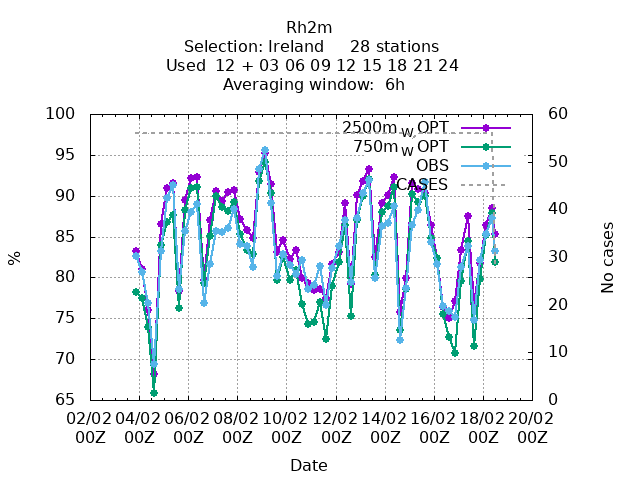 Rh2m
Selection: Ireland     28 stations
Used  12 + 03 06 09 12 15 18 21 24
Averaging window:  6h
100
95
90
85
80
75
70
65
%
60
50
40
30
20
10
0
No cases
2500m_W OPT
750m_W OPT
OBS
CASES
02/02 04/02 06/02 08/02 10/02 12/02 14/02 16/02 18/02 20/02
00Z 00Z 00Z 00Z 00Z 00Z 00Z 00Z 00Z 00Z
Date